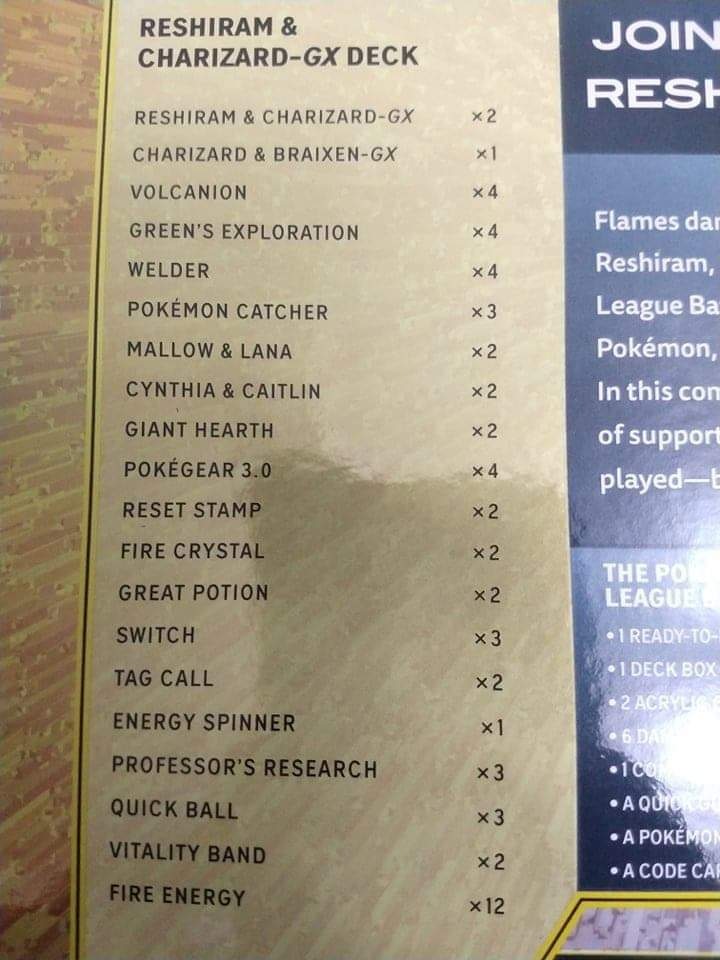 RESHIRAM &
CHARIZARD-GX DECK
RESHIRAM & CHARIZARD-GX ×2
CHARIZARD & BRAIXEN-GX ×1
VOLCANION ×4
GREEN'S EXPLORATION ×4
WELDER ×4
POKÉMON CATCHER ×3
MALLOW & LANA ×2
CYNTHIA & CAITLIN ×2
GIANT HEARTH ×2
POKÉGEAR 3.0 ×4
RESET STAMP ×2
FIRE CRYSTAL ×2
GREAT POTION ×2
SWITCH ×3
TAG CALL ×2
ENERGY SPINNER ×1
PROFESSOR'S RESEARCH ×3
QUICK BALL ×3
VITALITY BAND ×2
FIRE ENERGY ×12
JOIN
RESH
Flames dar
Reshiram,
League Ba
Pokémon,
In this com
of support
played—b
THE PO
LEAGUE
• 1 READY-TO-
• 1 DECK BOX
• 2 ACRYLIC
• 6 DA
• 1 CO
• A QUICK
• A POKÉMON
• A CODE CAR